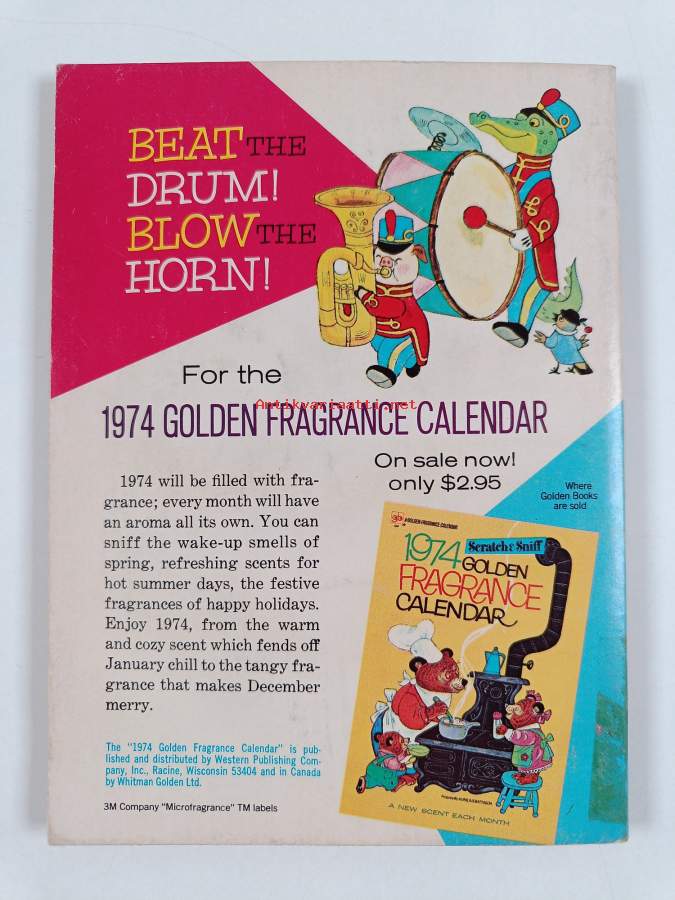 BEAT THE
DRUM!
BLOW THE
HORN!
For the
Antikvariaatti.net
1974 GOLDEN FRAGRANCE CALENDAR
On sale now!
only $2.95
Where
Golden Books
are sold
1974 will be filled with fra-
grance; every month will have
an aroma all its own. You can
sniff the wake-up smells of
spring, refreshing scents for
hot summer days, the festive
fragrances of happy holidays.
Enjoy 1974, from the warm
and cozy scent which fends off
January chill to the tangy fra-
grance that makes December
merry.
The "1974 Golden Fragrance Calendar" is pub-
lished and distributed by Western Publishing Com-
pany, Inc., Racine, Wisconsin 53404 and in Canada
by Whitman Golden Ltd.
3M Company "Microfragrance" TM labels
A GOLDEN FRAGRANCE CALENDAR
1974 Scratch & Sniff
GOLDEN
FRAGRANCE
CALENDAR
A NEW SCENT EACH MONTH